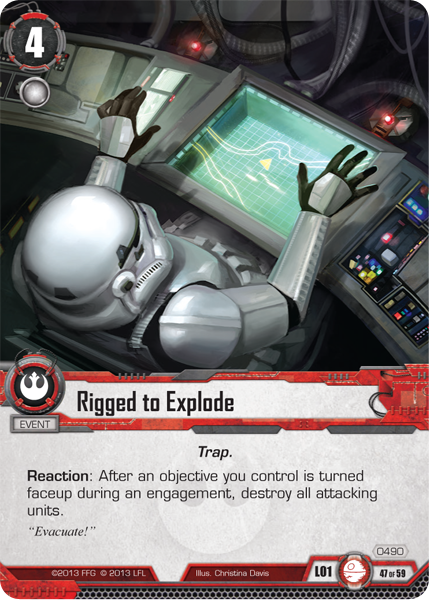 4
Rigged to Explode
EVENT
Trap.
Reaction: After an objective you control is turned
faceup during an engagement, destroy all attacking
units.
“Evacuate!”
0490
©2013 FFG © 2013 LFL
Illus. Christina Davis
L01
47 OF 59